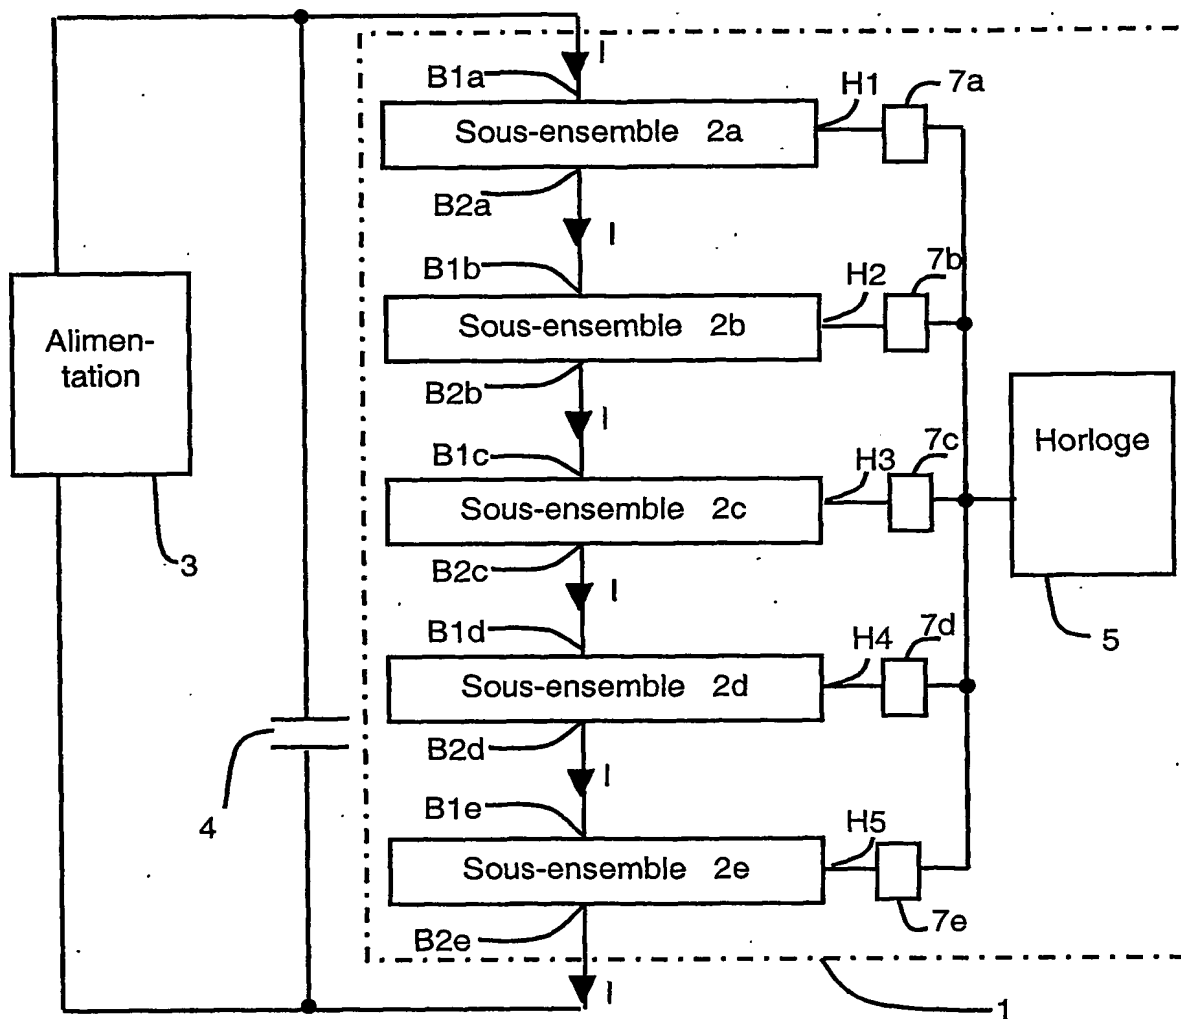 I
B1a
H1
7a
Sous-ensemble 2a
B2a
I
B1b
H2
7b
Sous-ensemble 2b
Alimen-
tation
B2b
I
B1c
H3
7c
Horloge
Sous-ensemble 2c
3
B2c
I
B1d
H4
7d
5
Sous-ensemble 2d
B2d
I
4
B1e
H5
Sous-ensemble 2e
7e
B2e
I
1